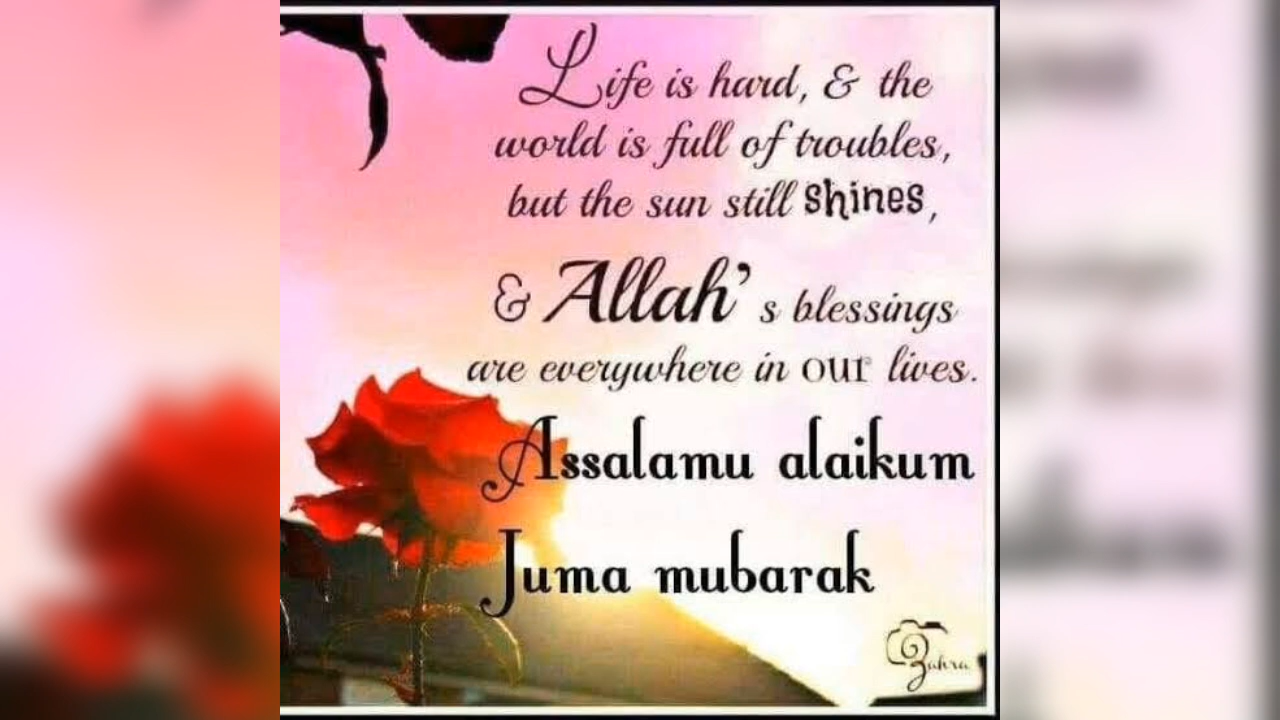 Life is hard, & the
world is full of troubles,
but the sun still shines,
& Allah's blessings
are everywhere in our lives.
Assalamu alaikum
Juma mubarak
Zahra